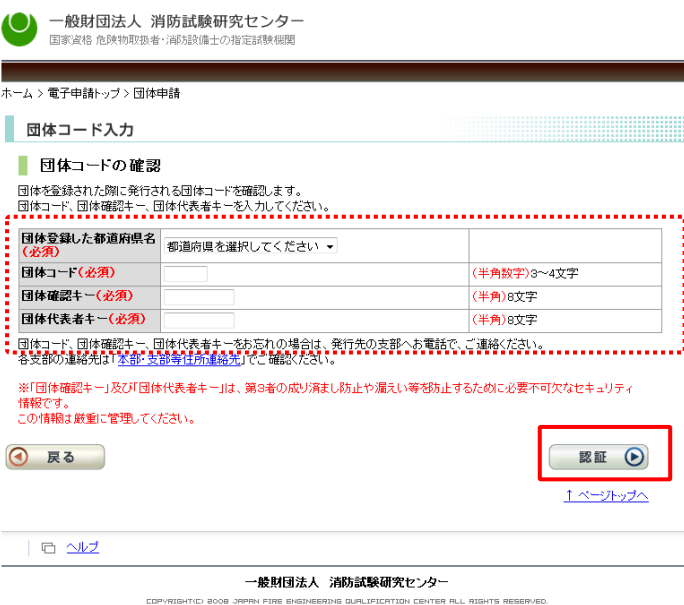 一般財団法人 消防試験研究センター
国家資格 危険物取扱者・消防設備士の指定試験機関
ホーム > 電子申請トップ > 団体申請
団体コード入力
団体コードの確認
団体を登録された際に発行される団体コードを確認します。
団体コード、団体確認キー、団体代表者キーを入力してください。
団体登録した都道府県名
(必須)
都道府県を選択してください
団体コード(必須) (半角数字)3～4文字
団体確認キー(必須) (半角)8文字
団体代表者キー(必須) (半角)8文字
団体コード、団体確認キー、団体代表者キーをお忘れの場合は、発行先の支部へお電話で、ご連絡ください。
各支部の連絡先は「本部・支部等住所連絡先」でご確認ください。
※「団体確認キー」及び「団体代表者キー」は、第3者の成り済まし防止や漏えい等を防止するために必要不可欠なセキュリティ
情報です。
この情報は厳重に管理してください。
戻る 認証
↑ ページトップへ
ヘルプ
一般財団法人 消防試験研究センター
COPYRIGHT(C) 2008 JAPAN FIRE ENGINEERING QUALIFICATION CENTER ALL RIGHTS RESERVED.